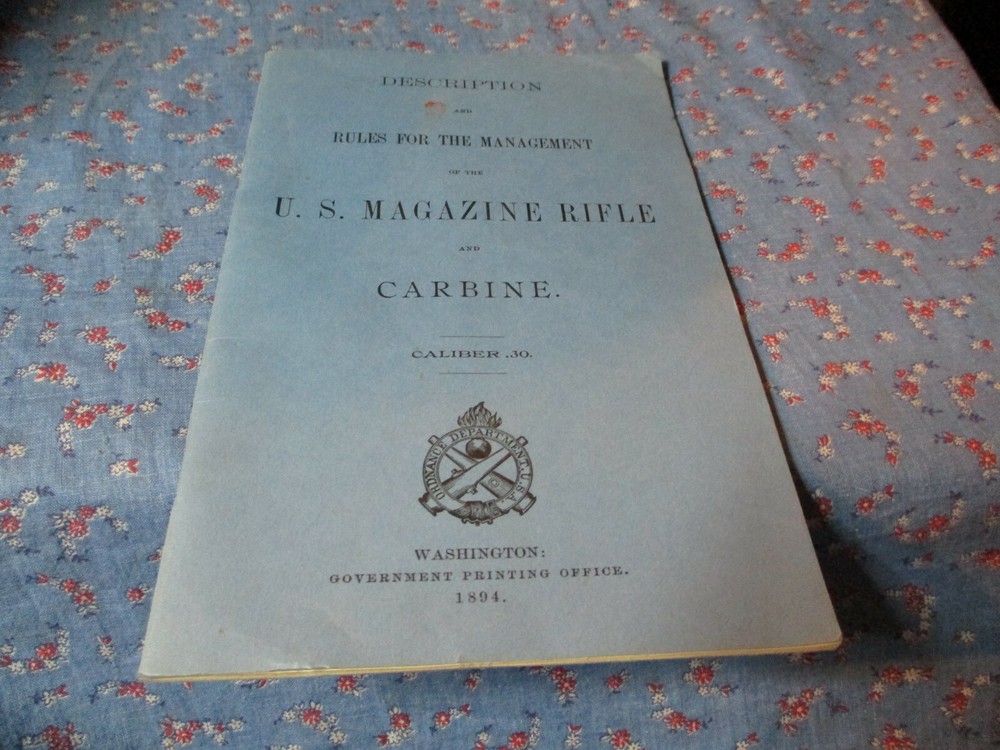 DESCRIPTION
AND
RULES FOR THE MANAGEMENT
OF THE
U. S. MAGAZINE RIFLE
AND
CARBINE.
CALIBER .30.
ORDNANCE DEPARTMENT. U.S.A.
WASHINGTON:
GOVERNMENT PRINTING OFFICE.
1894.